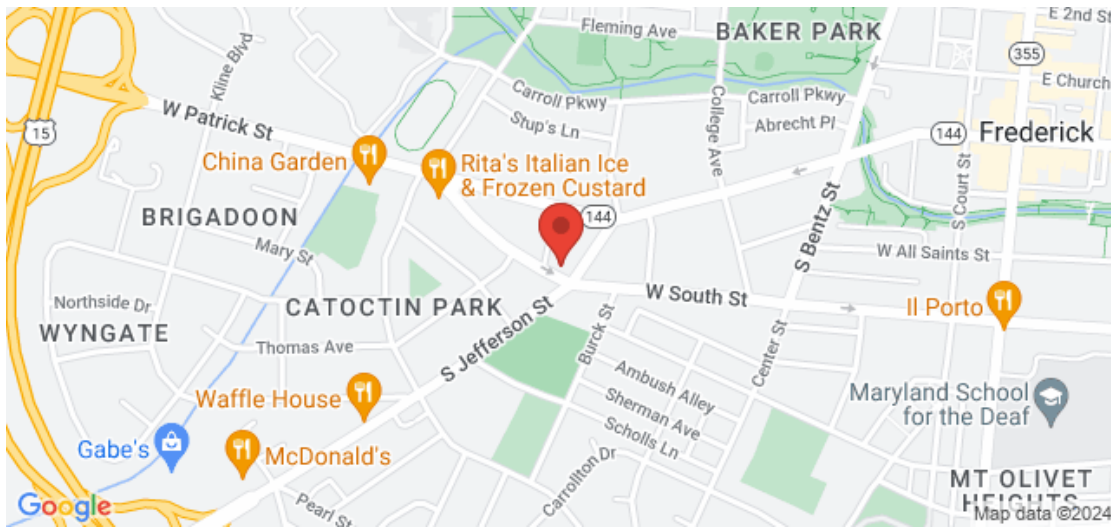 Fleming Ave
BAKER PARK
E 2nd St
355
E Church
Kline Blvd
15
W Patrick St
Carroll Pkwy
Carroll Pkwy
College Ave
Stup's Ln
Abrecht Pl
144
Frederick
China Garden
Rita's Italian Ice
& Frozen Custard
S Court St
BRIGADOON
144
Mary St
S Bentz St
W All Saints St
Northside Dr
CATOCTIN PARK
W South St
Il Porto
WYNGATE
Thomas Ave
S Jefferson St
Burck St
Center St
Waffle House
Ambush Alley
Sherman Ave
Scholls Ln
Maryland School
for the Deaf
Gabe's
McDonald's
Carrollton Dr
Pearl St
MT OLIVET
HEIGHTS
Google
Map data ©2024